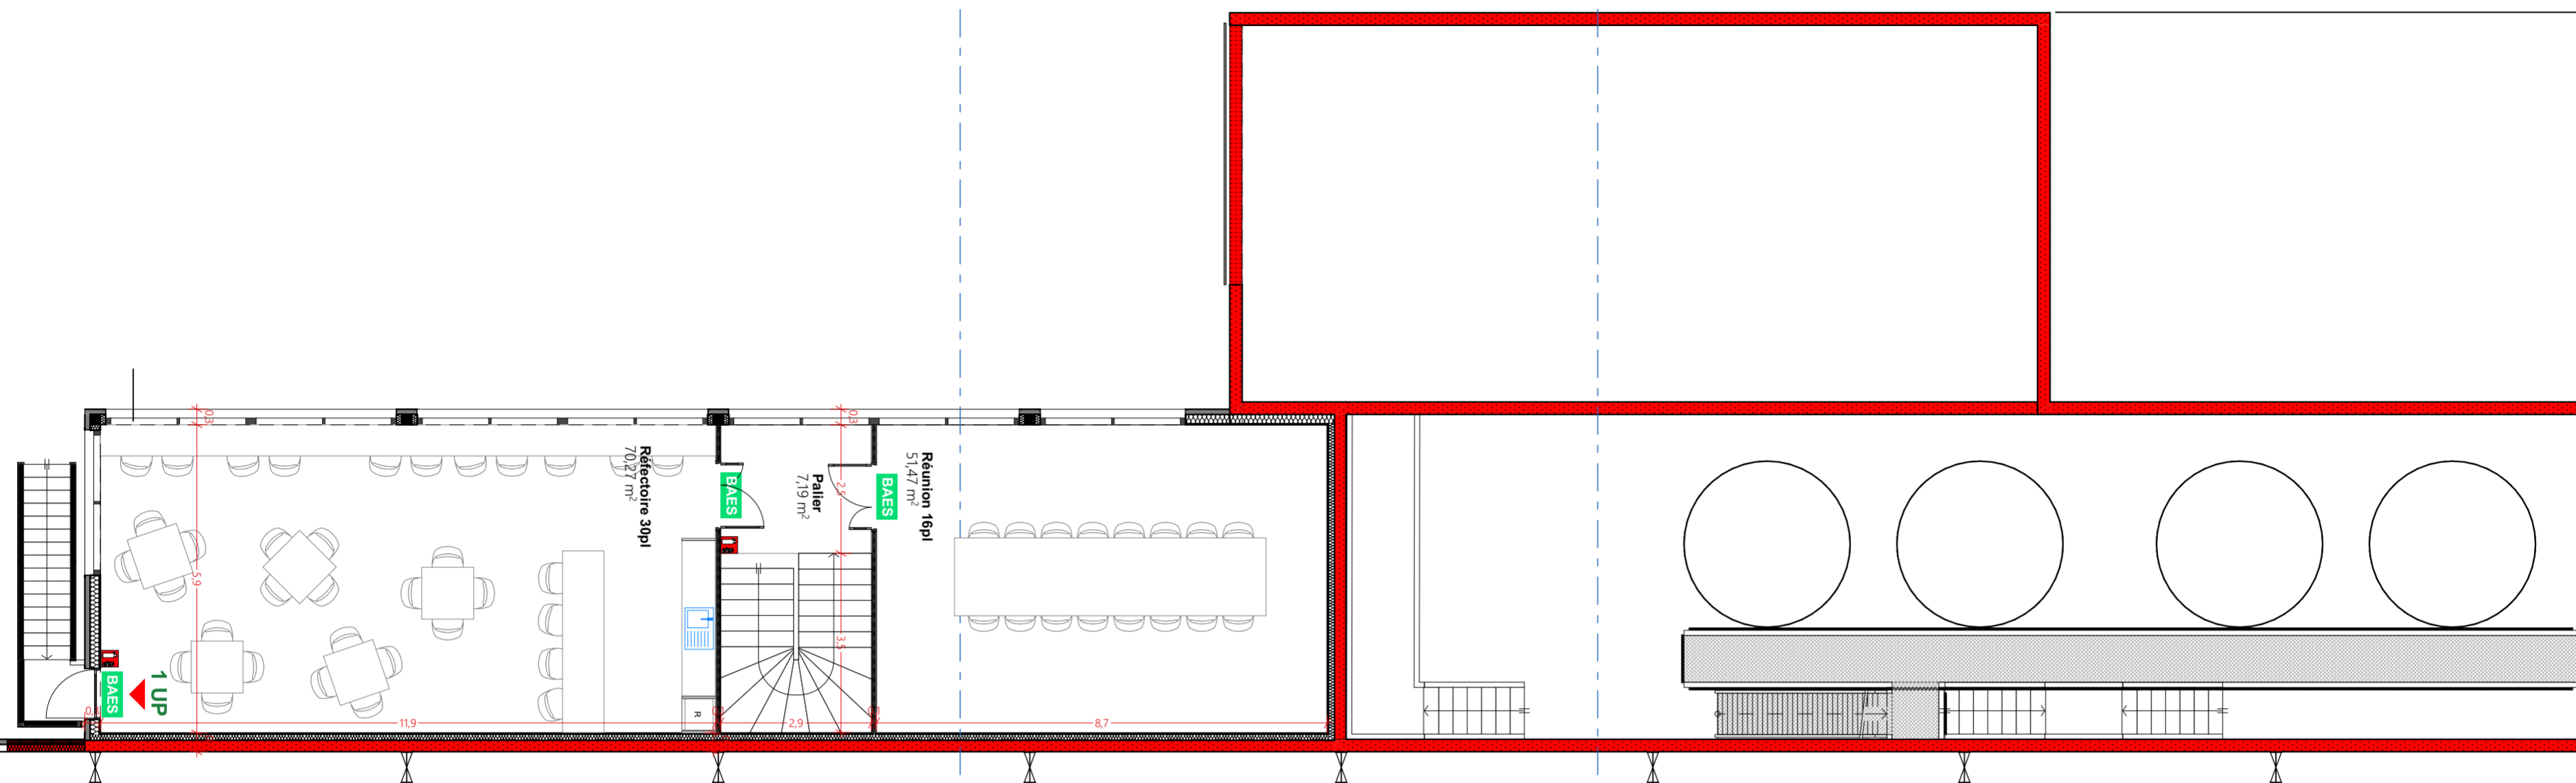 Réfectoire 30pl
70,27 m²
BAES
Palier
7,19 m²
BAES
Réunion 16pl
51,47 m²
1 UP
BAES
R
0,3
5,9
0,3
2,5
3,5
11,9
2,9
8,7